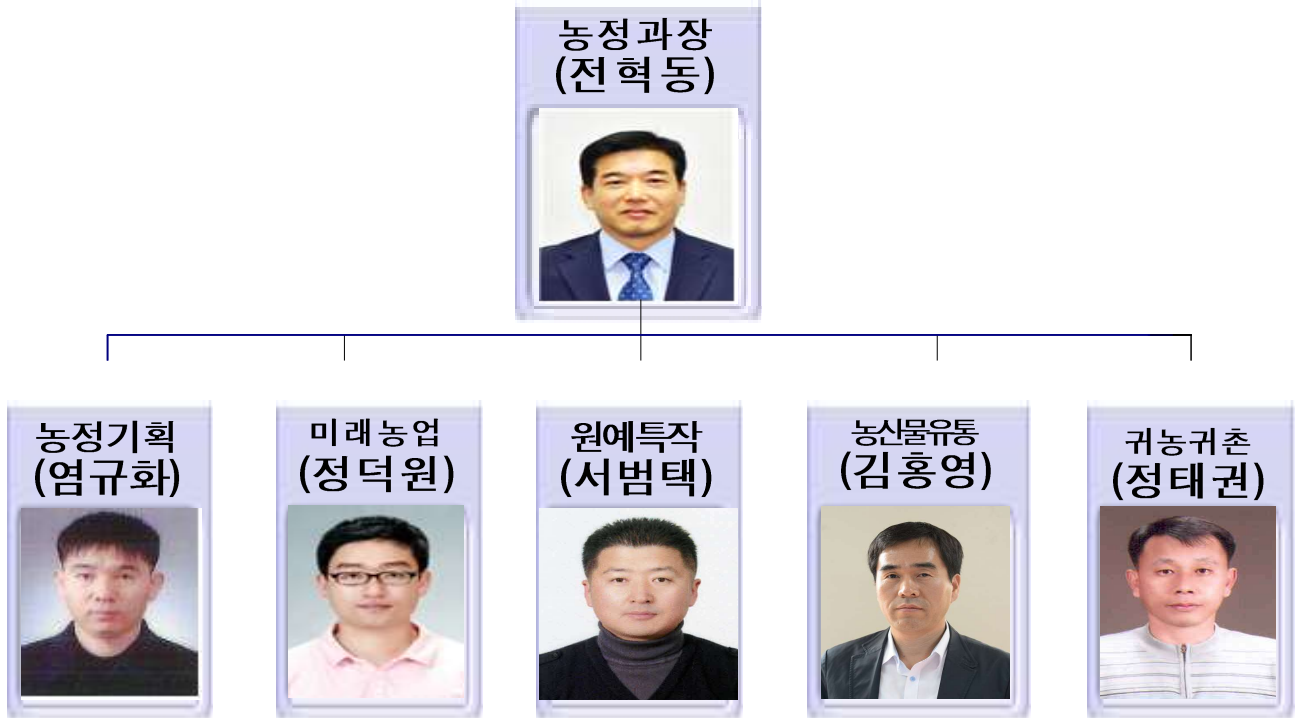 농정과장
(전혁동)
농정기획
(염규화)
미래농업
(정덕원)
원예특작
(서범택)
농산물유통
(김홍영)
귀농귀촌
(정태권)